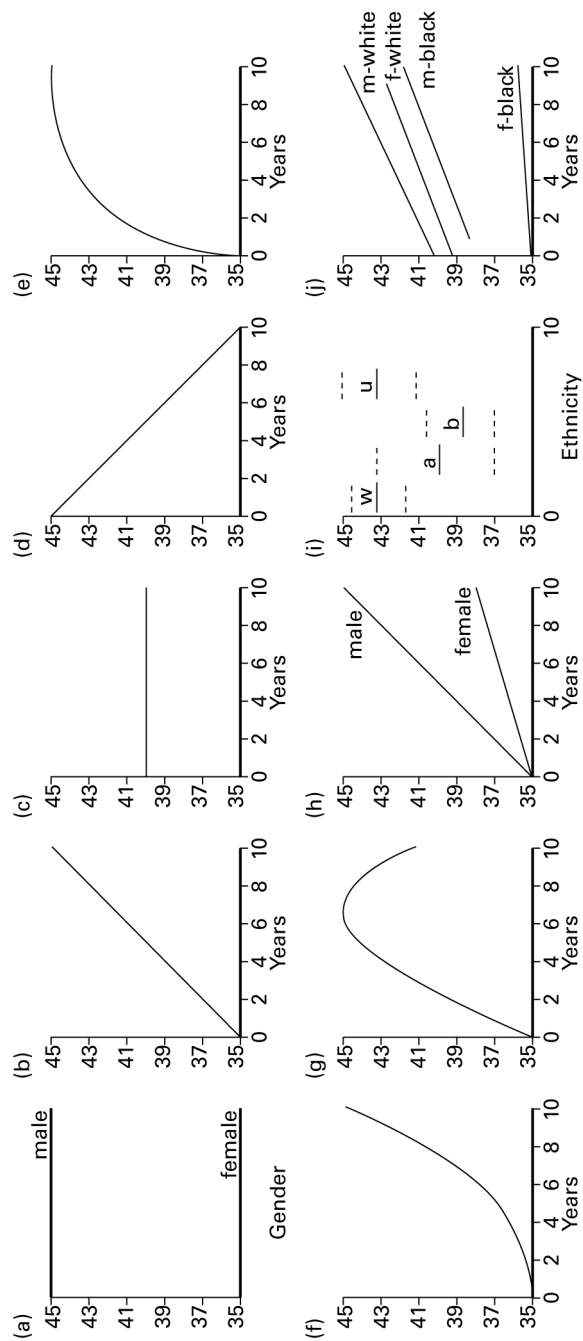 (a)
45
43
41
39
37
35
male
female
Gender
(b)
45
43
41
39
37
35
0 2 4 6 8 10
Years
(c)
45
43
41
39
37
35
0 2 4 6 8 10
Years
(d)
45
43
41
39
37
35
0 2 4 6 8 10
Years
(e)
45
43
41
39
37
35
0 2 4 6 8 10
Years
(f)
45
43
41
39
37
35
0 2 4 6 8 10
Years
(g)
45
43
41
39
37
35
0 2 4 6 8 10
Years
(h)
45
43
41
39
37
35
male
female
0 2 4 6 8 10
Years
(i)
45
43
41
39
37
35
w
a
b
u
0 10
Ethnicity
(j)
45
43
41
39
37
35
m-white
f-white
m-black
f-black
0 2 4 6 8 10
Years